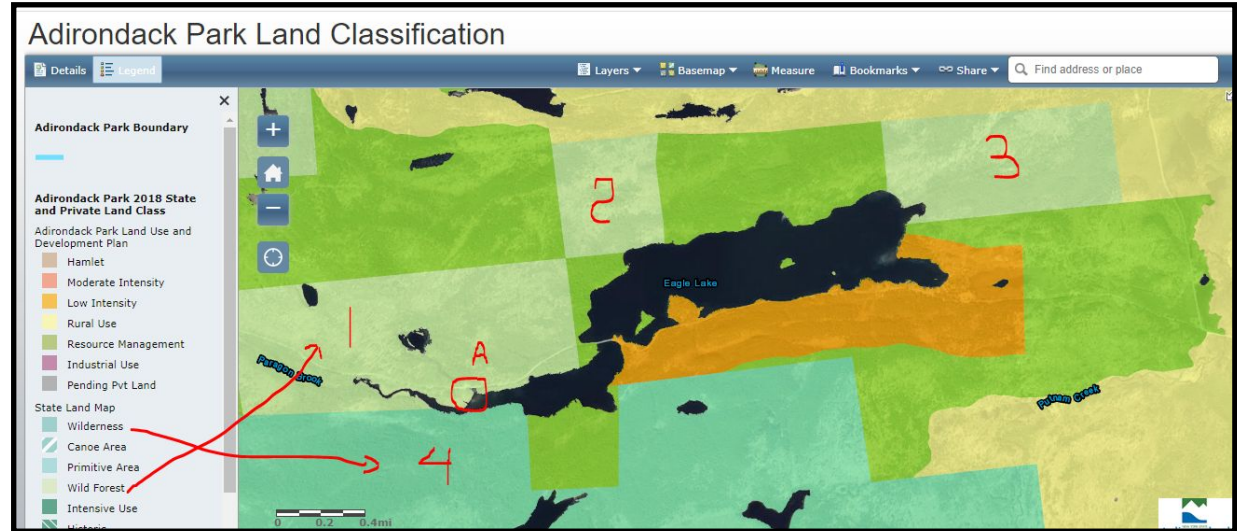 Adirondack Park Land Classification
Details Legend Layers Basemap Measure Bookmarks Share Find address or place
Adirondack Park Boundary
Adirondack Park 2018 State
and Private Land Class
Adirondack Park Land Use and
Development Plan
Hamlet
Moderate Intensity
Low Intensity
Rural Use
Resource Management
Industrial Use
Pending Pvt Land
State Land Map
Wilderness
Canoe Area
Primitive Area
Wild Forest
Intensive Use
Historic
3
2
Eagle Lake
1
A
Paragon Brook
Putnam Creek
4
0 0.2 0.4mi